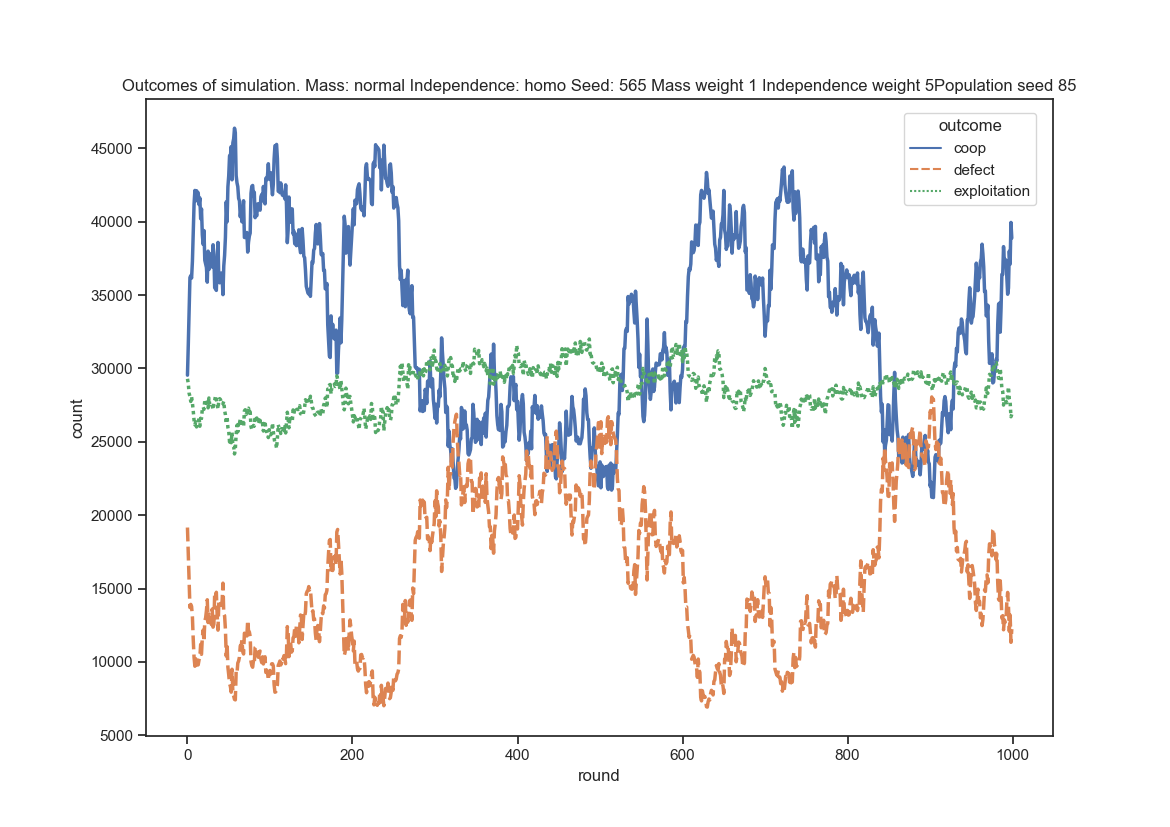 Outcomes of simulation. Mass: normal Independence: homo Seed: 565 Mass weight 1 Independence weight 5Population seed 85
outcome
coop
defect
exploitation
45000
40000
35000
30000
25000
20000
15000
10000
5000
count
0
200
400
600
800
1000
round